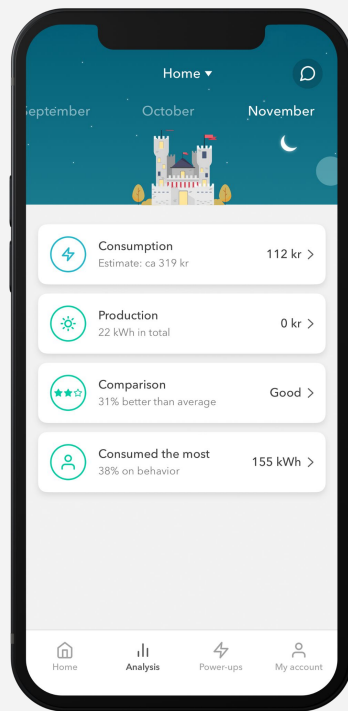 Home ▾
September October November
Consumption
Estimate: ca 319 kr
112 kr >
Production
22 kWh in total
0 kr >
Comparison
31% better than average
Good >
Consumed the most
38% on behavior
155 kWh >
Home Analysis Power-ups My account